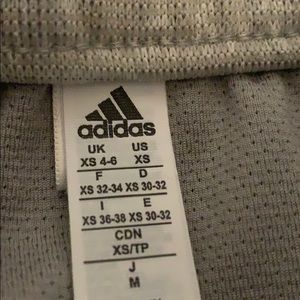 adidas
UK US
XS 4-6 XS
F D
XS 32-34 XS 30-32
I E
XS 36-38 XS 30-32
CDN
XS/TP
J
M